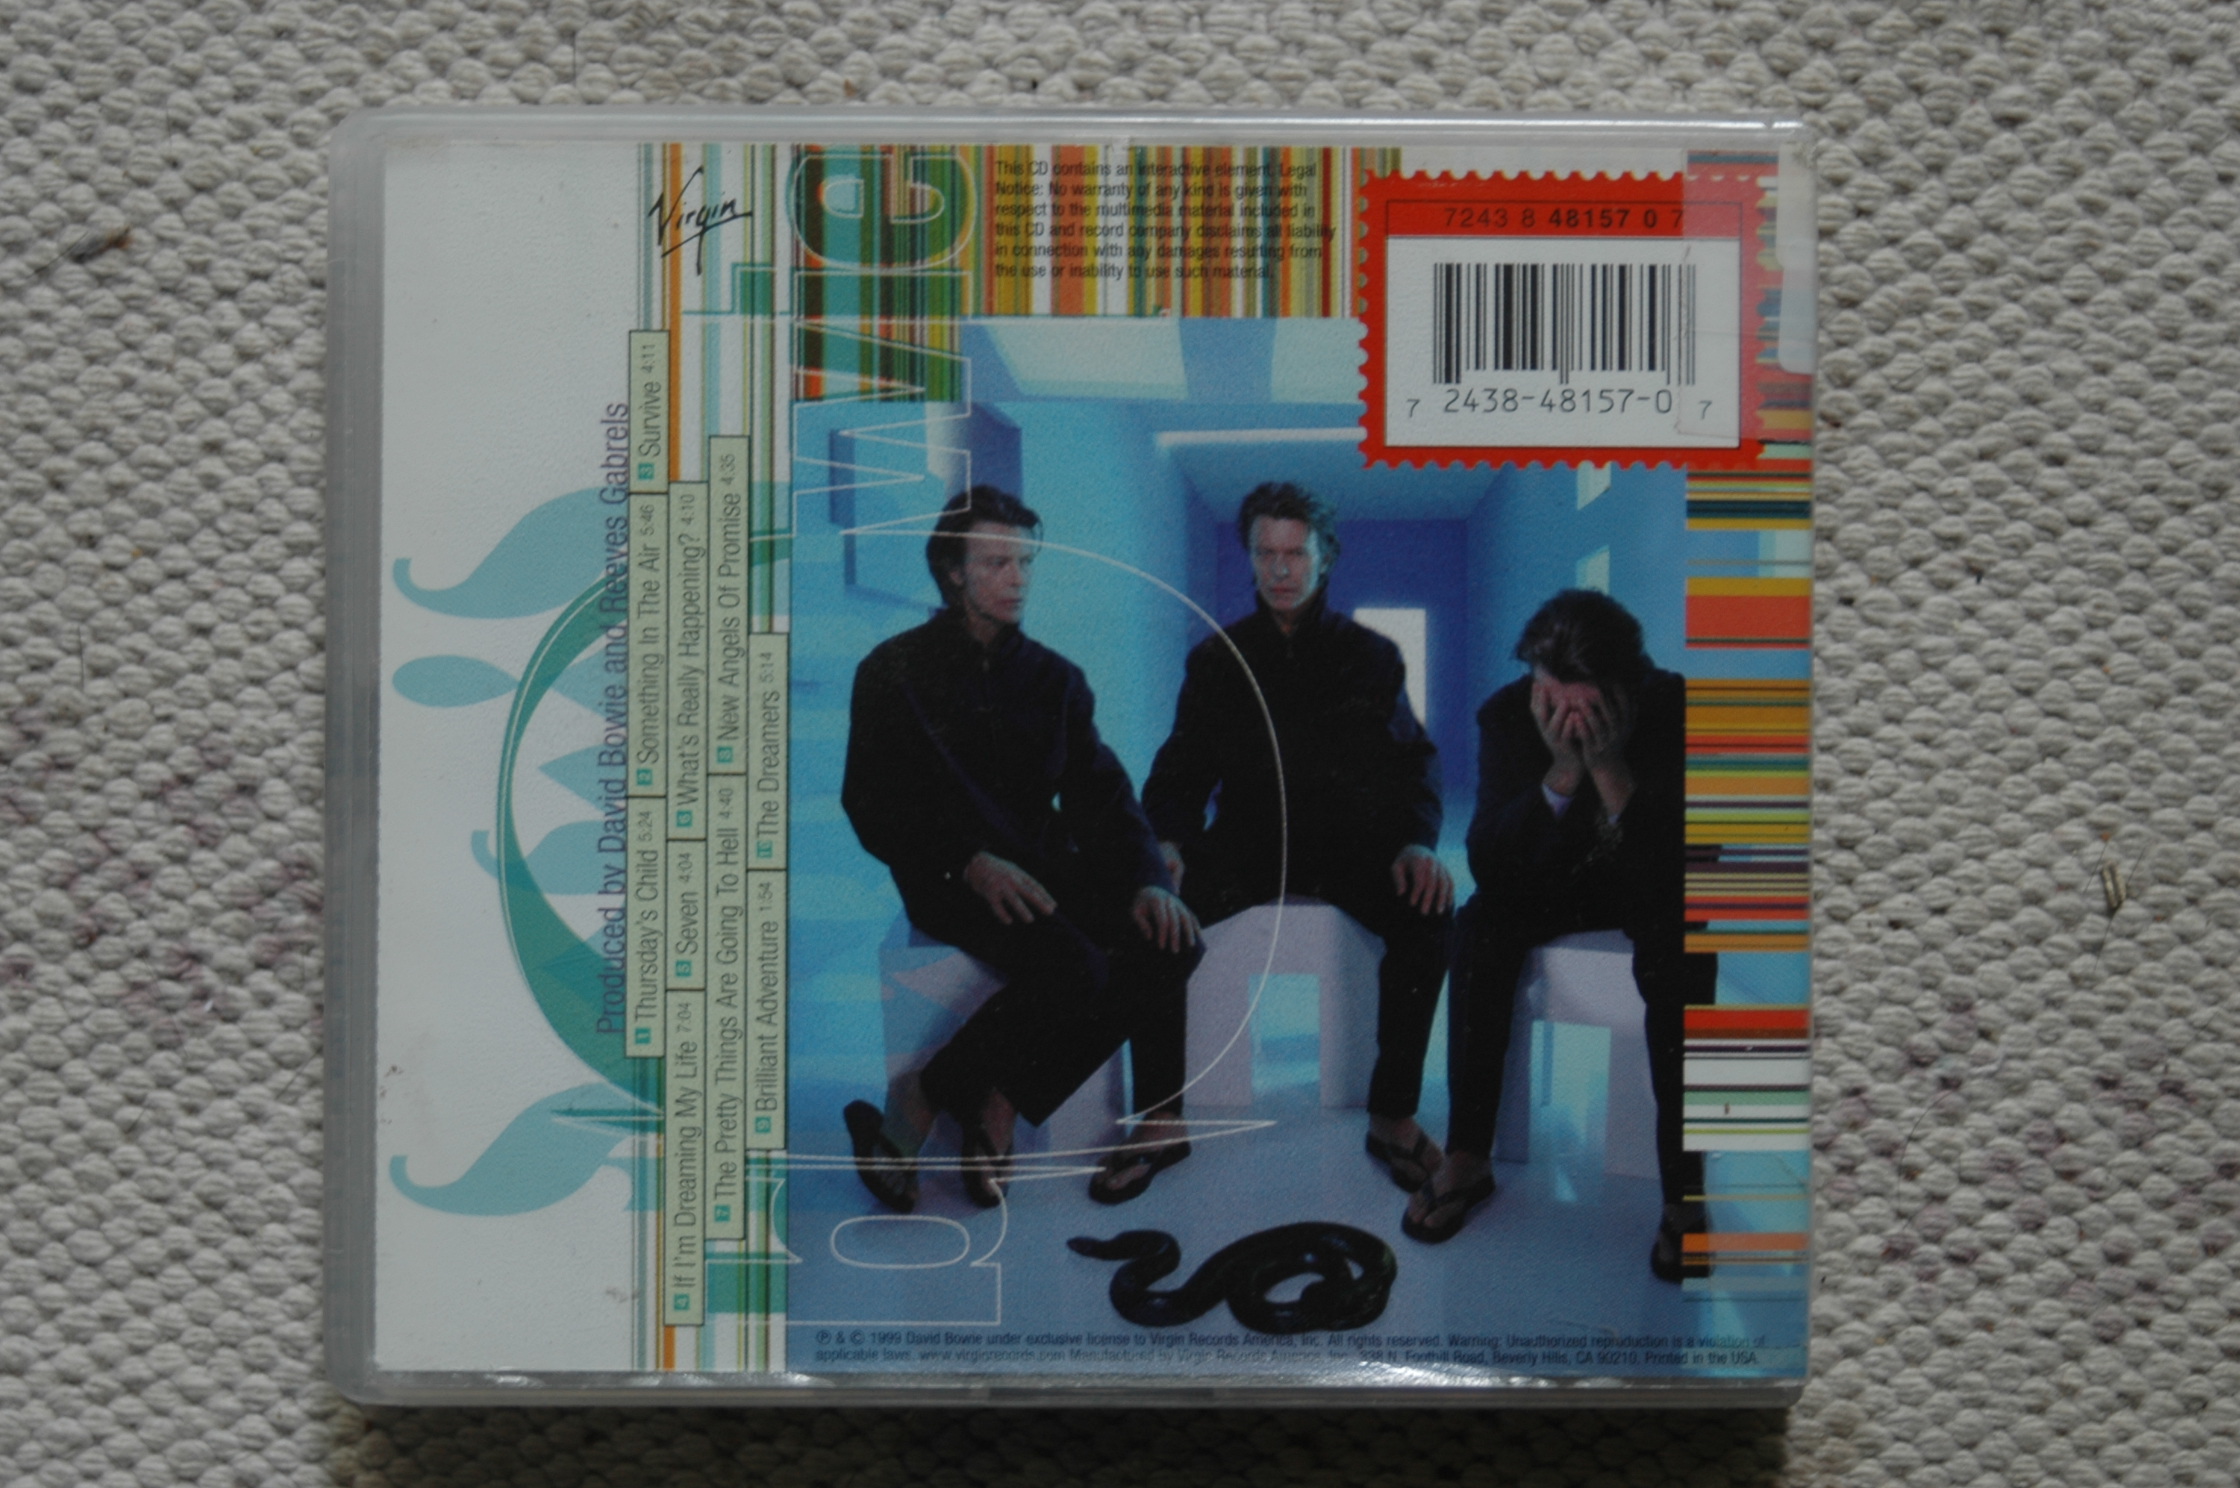 Produced by David Bowie and Reeves Gabrels
1 Thursday's Child 5:24 2 Something In The Air 5:46 3 Survive 4:11
4 If I'm Dreaming My Life 7:04 5 Seven 4:04 6 What's Really Happening? 4:10
7 The Pretty Things Are Going To Hell 4:40 8 New Angels Of Promise 4:35
9 Brilliant Adventure 1:54 10 The Dreamers 5:14
Virgin
bowie
This CD contains an interactive element. Legal
Notice: No warranty of any kind is given with
respect to the multimedia material included in
this CD and record company disclaims all liability
in connection with any damages resulting from
the use or inability to use such material.
7243 8 48157 0 7
7 2438-48157-0 7
℗ & © 1999 David Bowie under exclusive license to Virgin Records America, Inc. All rights reserved. Warning: Unauthorized reproduction is a violation of
applicable laws. www.virginrecords.com Manufactured by Virgin Records America, Inc., 338 N. Foothill Road, Beverly Hills, CA 90210. Printed in the USA.